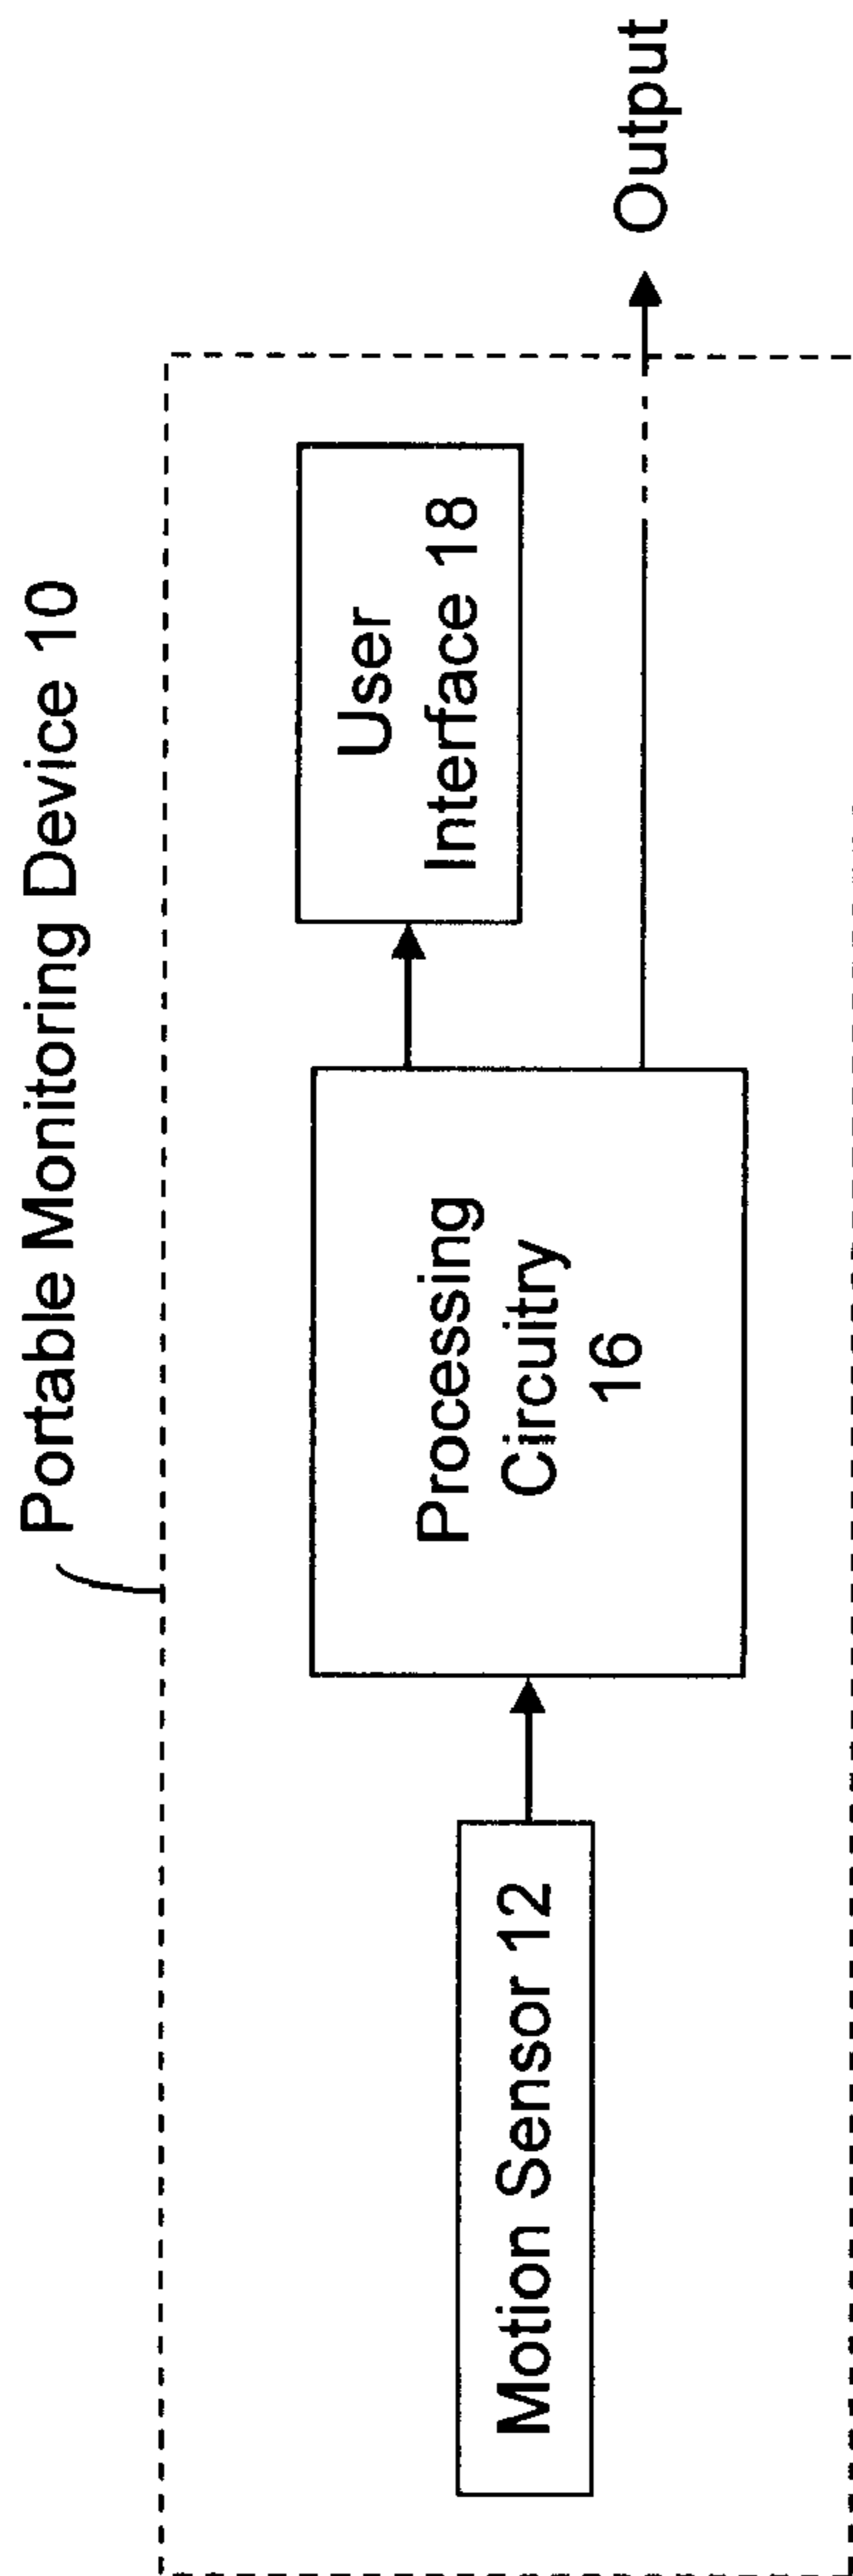 Portable Monitoring Device 10
Motion Sensor 12
Processing
Circuitry
16
User
Interface 18
Output